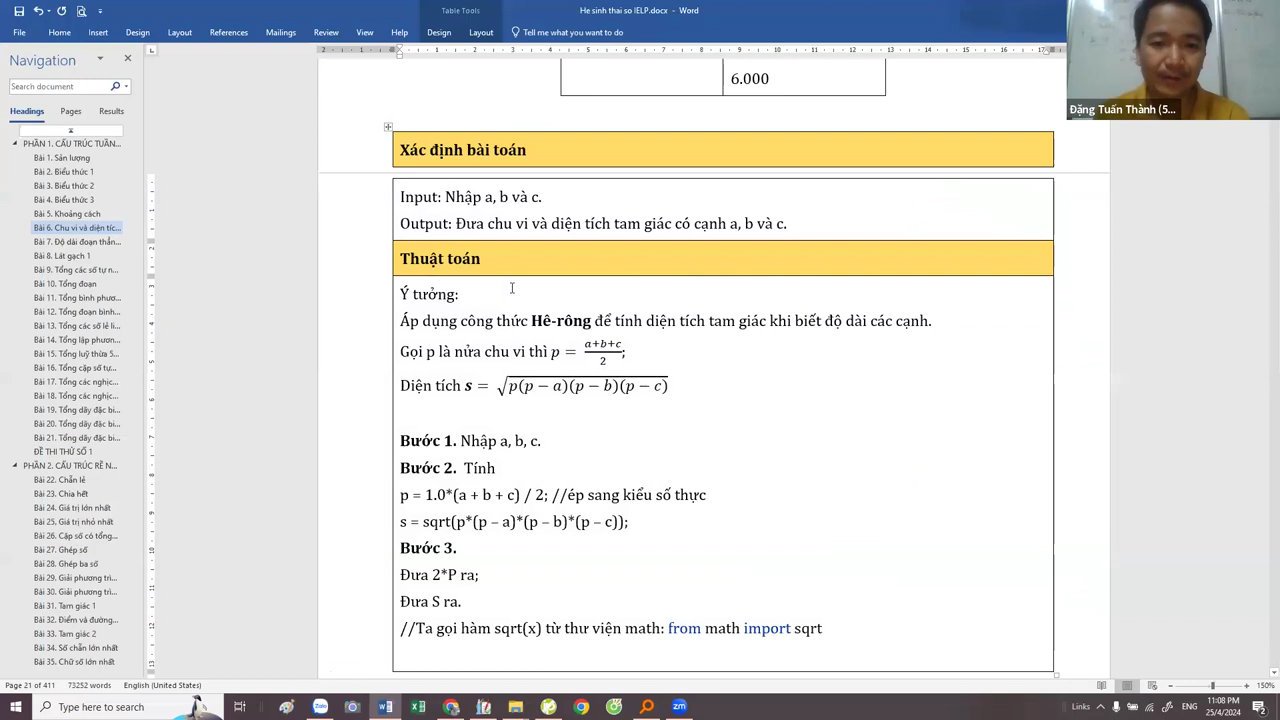 Table Tools
He sinh thai so IELP.docx - Word
File Home Insert Design Layout References Mailings Review View Help Design Layout Tell me what you want to do
Navigation
Search document
Headings Pages Results
PHẦN 1. CẤU TRÚC TUẦN...
Bài 1. Sản lượng
Bài 2. Biểu thức 1
Bài 3. Biểu thức 2
Bài 4. Biểu thức 3
Bài 5. Khoảng cách
Bài 6. Chu vi và diện tíc...
Bài 7. Độ dài đoạn thẳn...
Bài 8. Lát gạch 1
Bài 9. Tổng các số tự n...
Bài 10. Tổng đoạn
Bài 11. Tổng bình phươ...
Bài 12. Tổng đoạn bình...
Bài 13. Tổng các số lẻ li...
Bài 14. Tổng lập phươn...
Bài 15. Tổng luỹ thừa 5...
Bài 16. Tổng cặp số tự...
Bài 17. Tổng các nghịc...
Bài 18. Tổng các nghịc...
Bài 19. Tổng dãy đặc bi...
Bài 20. Tổng dãy đặc bi...
Bài 21. Tổng dãy đặc bi...
ĐỀ THI THỬ SỐ 1
PHẦN 2. CẤU TRÚC RẼ N...
Bài 22. Chẵn lẻ
Bài 23. Chia hết
Bài 24. Giá trị lớn nhất
Bài 25. Giá trị nhỏ nhất
Bài 26. Cặp số có tổng...
Bài 27. Ghép số
Bài 28. Ghép ba số
Bài 29. Giải phương trì...
Bài 30. Giải phương trì...
Bài 31. Tam giác 1
Bài 32. Điểm và đường...
Bài 33. Tam giác 2
Bài 34. Số chẵn lớn nhất
Bài 35. Chữ số lớn nhất
6.000
Xác định bài toán
Input: Nhập a, b và c.
Output: Đưa chu vi và diện tích tam giác có cạnh a, b và c.
Thuật toán
Ý tưởng:
Áp dụng công thức Hê-rông để tính diện tích tam giác khi biết độ dài các cạnh.
Gọi p là nửa chu vi thì p = (a+b+c)/2;
Diện tích s = √p(p − a)(p − b)(p − c)
Bước 1. Nhập a, b, c.
Bước 2. Tính
p = 1.0*(a + b + c) / 2; //ép sang kiểu số thực
s = sqrt(p*(p – a)*(p – b)*(p – c));
Bước 3.
Đưa 2*P ra;
Đưa S ra.
//Ta gọi hàm sqrt(x) từ thư viện math: from math import sqrt
Đặng Tuấn Thành (5...
Page 21 of 411 73252 words English (United States) 150%
11:08 PM
25/4/2024